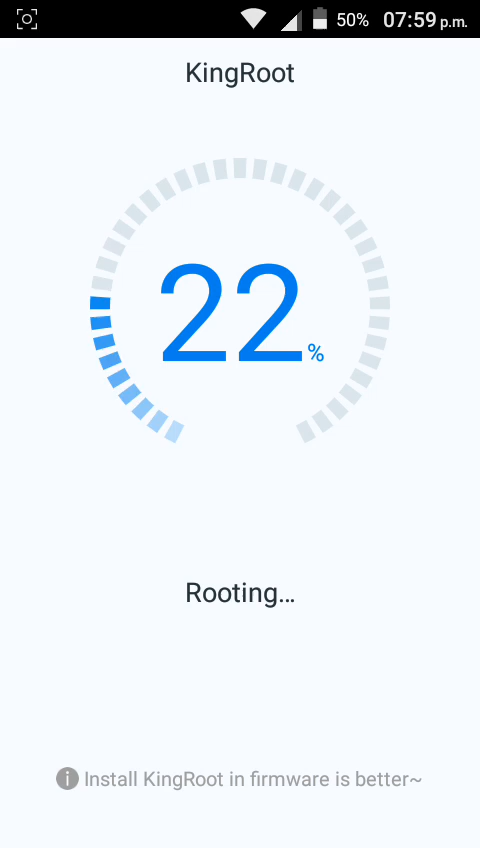 50% 07:59 p.m.
KingRoot
22%
Rooting...
Install KingRoot in firmware is better~